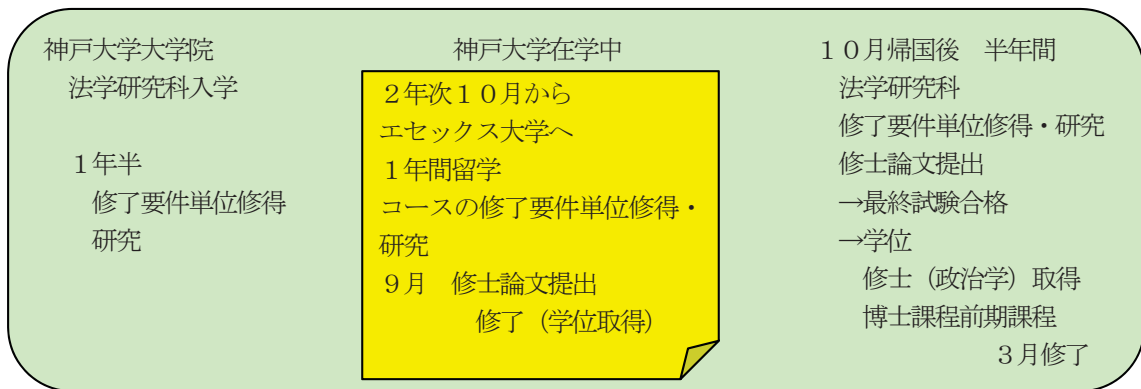 神戸大学大学院
法学研究科入学
１年半
修了要件単位修得
研究
神戸大学在学中
２年次１０月から
エセックス大学へ
１年間留学
コースの修了要件単位修得・
研究
９月　修士論文提出
修了（学位取得）
１０月帰国後　半年間
法学研究科
修了要件単位修得・研究
修士論文提出
→最終試験合格
→学位
修士（政治学）取得
博士課程前期課程
３月修了